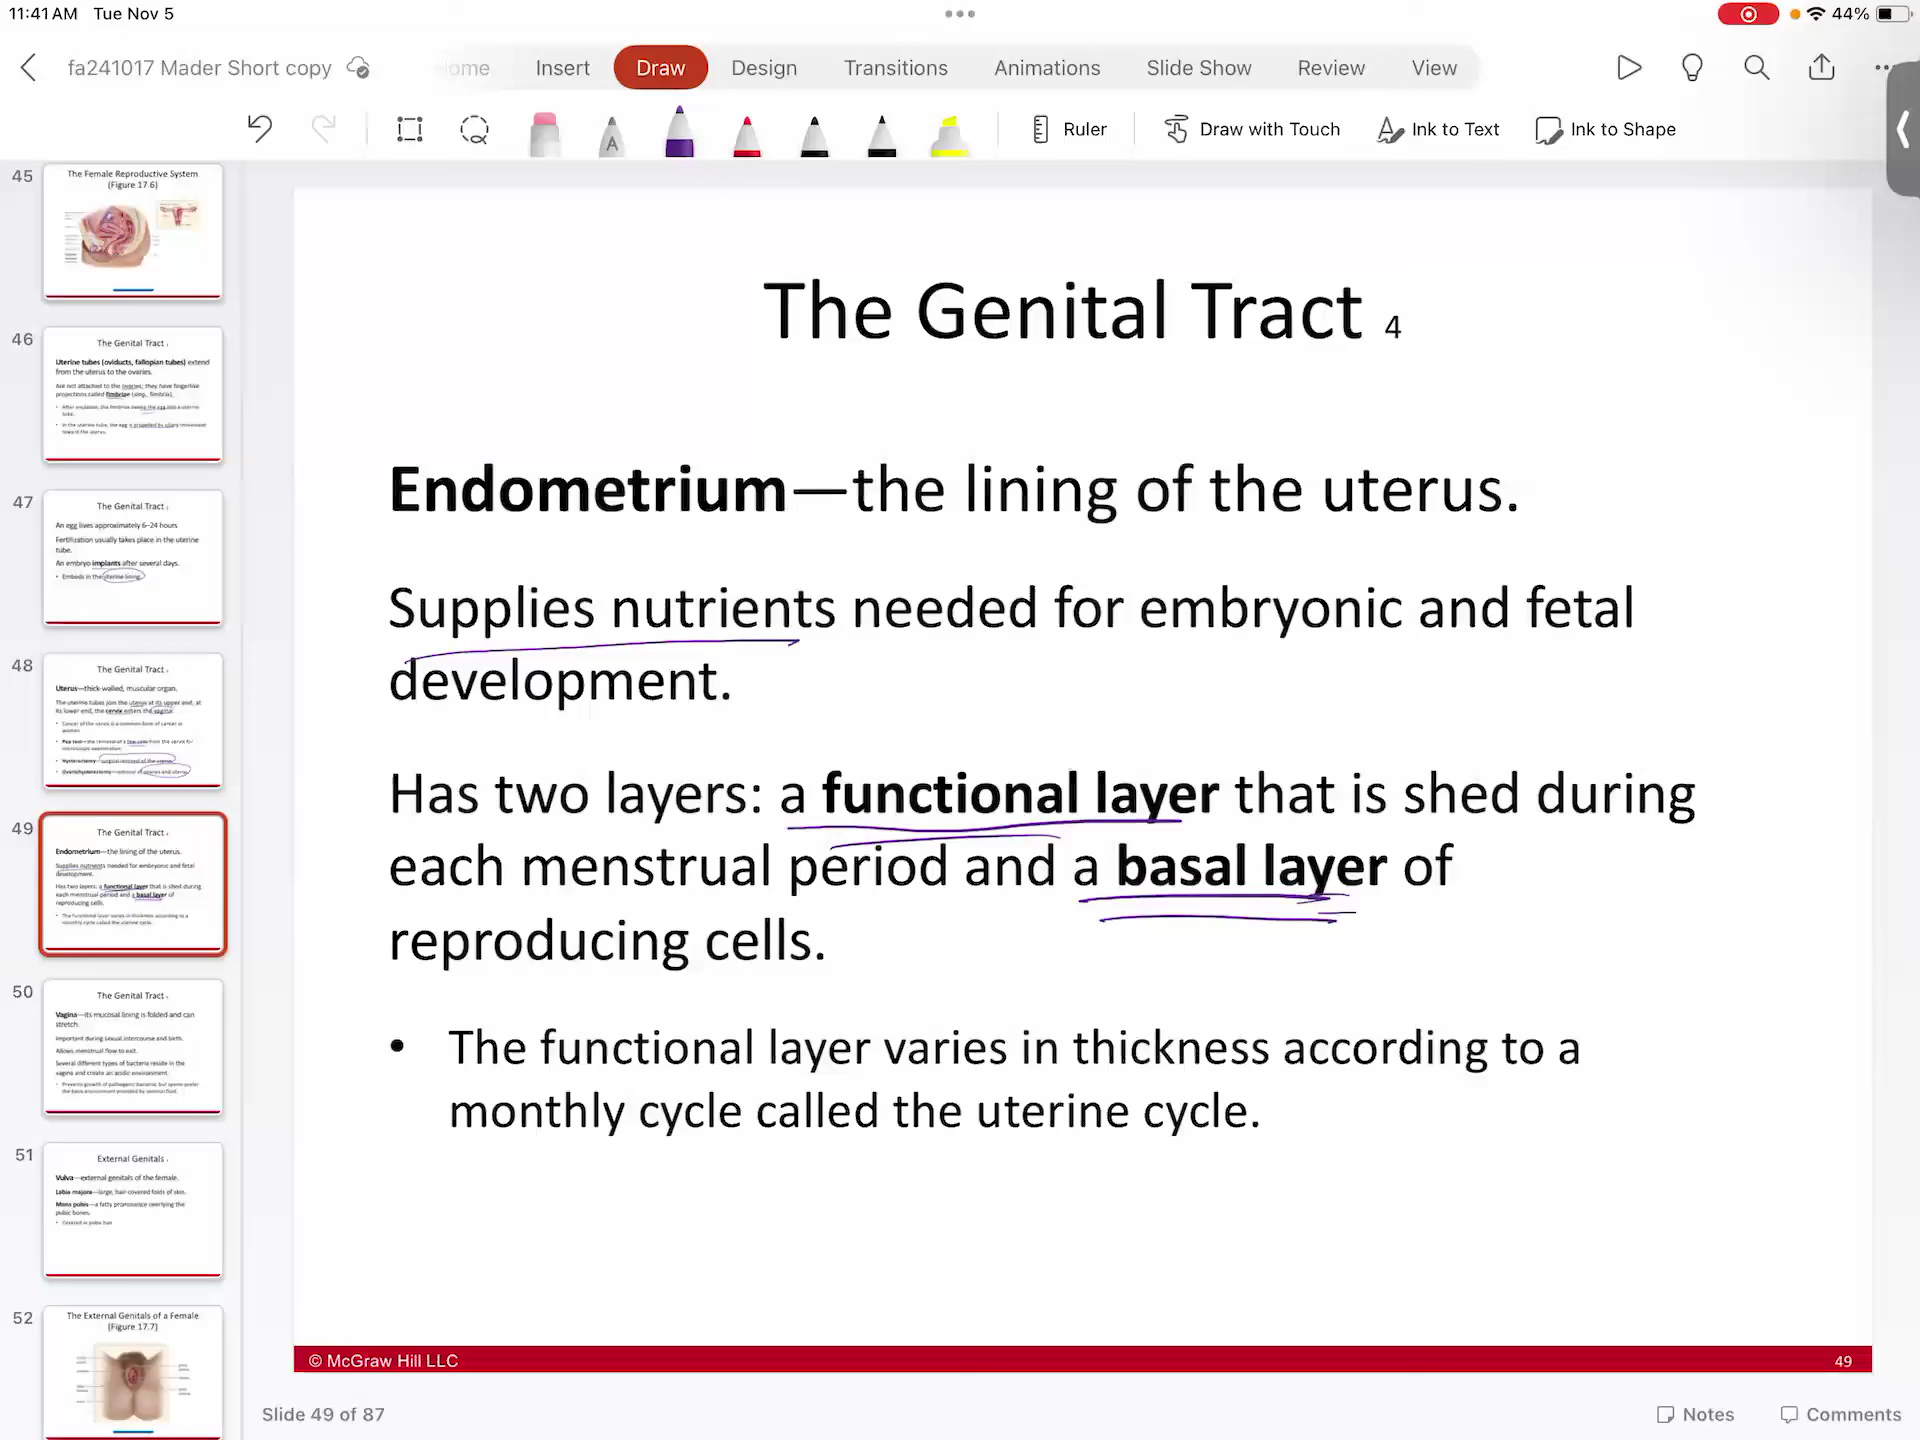 11:41 AM Tue Nov 5
44%
fa241017 Mader Short copy
ome Insert Draw Design Transitions Animations Slide Show Review View
A
Ruler Draw with Touch Ink to Text Ink to Shape
45
The Female Reproductive System
(Figure 17.6)
46
The Genital Tract
Uterine tubes (oviducts, fallopian tubes) extend
from the uterus to the ovaries.
Are not attached to the ovaries; they have fingerlike
projections called fimbriae (sing., fimbria).
• After ovulation, the fimbriae sweep the egg into a uterine
tube.
• In the uterine tube, the egg is propelled by ciliary movement
toward the uterus.
47
The Genital Tract
An egg lives approximately 6–24 hours
Fertilization usually takes place in the uterine
tube.
An embryo implants after several days.
• Embeds in the uterine lining.
48
The Genital Tract
Uterus—thick-walled, muscular organ.
The uterine tubes join the uterus at its upper end, at
its lower end, the cervix enters the vagina.
• Cancer of the cervix is a common form of cancer in
women.
• Pap test—the removal of a few cells from the cervix for
microscopic examination.
• Hysterectomy—surgical removal of the uterus.
• Ovariohysterectomy—removal of ovaries and uterus.
49
The Genital Tract
Endometrium—the lining of the uterus.
Supplies nutrients needed for embryonic and fetal
development.
Has two layers: a functional layer that is shed during
each menstrual period and a basal layer of
reproducing cells.
• The functional layer varies in thickness according to a
monthly cycle called the uterine cycle.
50
The Genital Tract
Vagina—its mucosal lining is folded and can
stretch.
Important during sexual intercourse and birth.
Allows menstrual flow to exit.
Several different types of bacteria reside in the
vagina and create an acidic environment.
• Prevents growth of pathogenic bacteria; but sperm prefer
the basic environment provided by seminal fluid.
51
External Genitals
Vulva—external genitals of the female.
Labia majora—large, hair-covered folds of skin.
Mons pubis—a fatty prominence overlying the
pubic bones.
• Covered in pubic hair
52
The External Genitals of a Female
(Figure 17.7)
The Genital Tract 4
Endometrium—the lining of the uterus.
Supplies nutrients needed for embryonic and fetal
development.
Has two layers: a functional layer that is shed during
each menstrual period and a basal layer of
reproducing cells.
• The functional layer varies in thickness according to a
monthly cycle called the uterine cycle.
© McGraw Hill LLC 49
Slide 49 of 87
Notes Comments